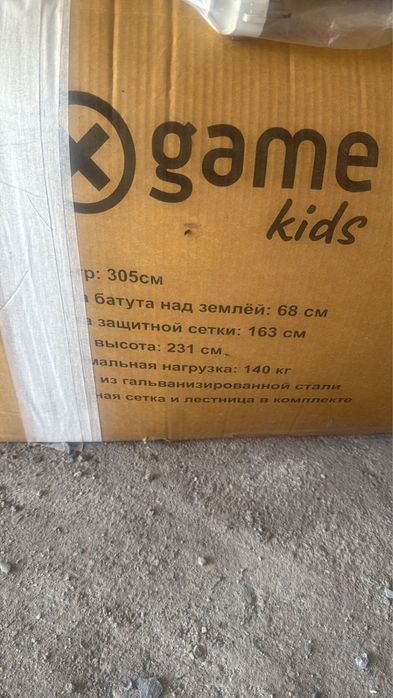 x game
kids
р: 305см
а батута над землёй: 68 см
а защитной сетки: 163 см
высота: 231 см
мальная нагрузка: 140 кг
из гальванизированной стали
ная сетка и лестница в комплекте